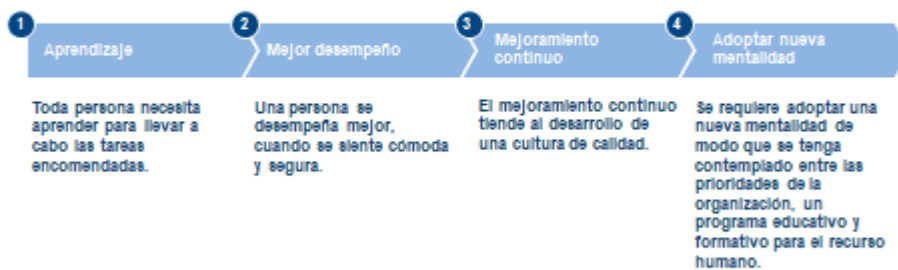 1
Aprendizaje
Toda persona necesita
aprender para llevar a
cabo las tareas
encomendadas.
2
Mejor desempeño
Una persona se
desempeña mejor,
cuando se siente cómoda
y segura.
3
Mejoramiento
continuo
El mejoramiento continuo
tiende al desarrollo de
una cultura de calidad.
4
Adoptar nueva
mentalidad
Se requiere adoptar una
nueva mentalidad de
modo que se tenga
contemplado entre las
prioridades de la
organización, un
programa educativo y
formativo para el recurso
humano.